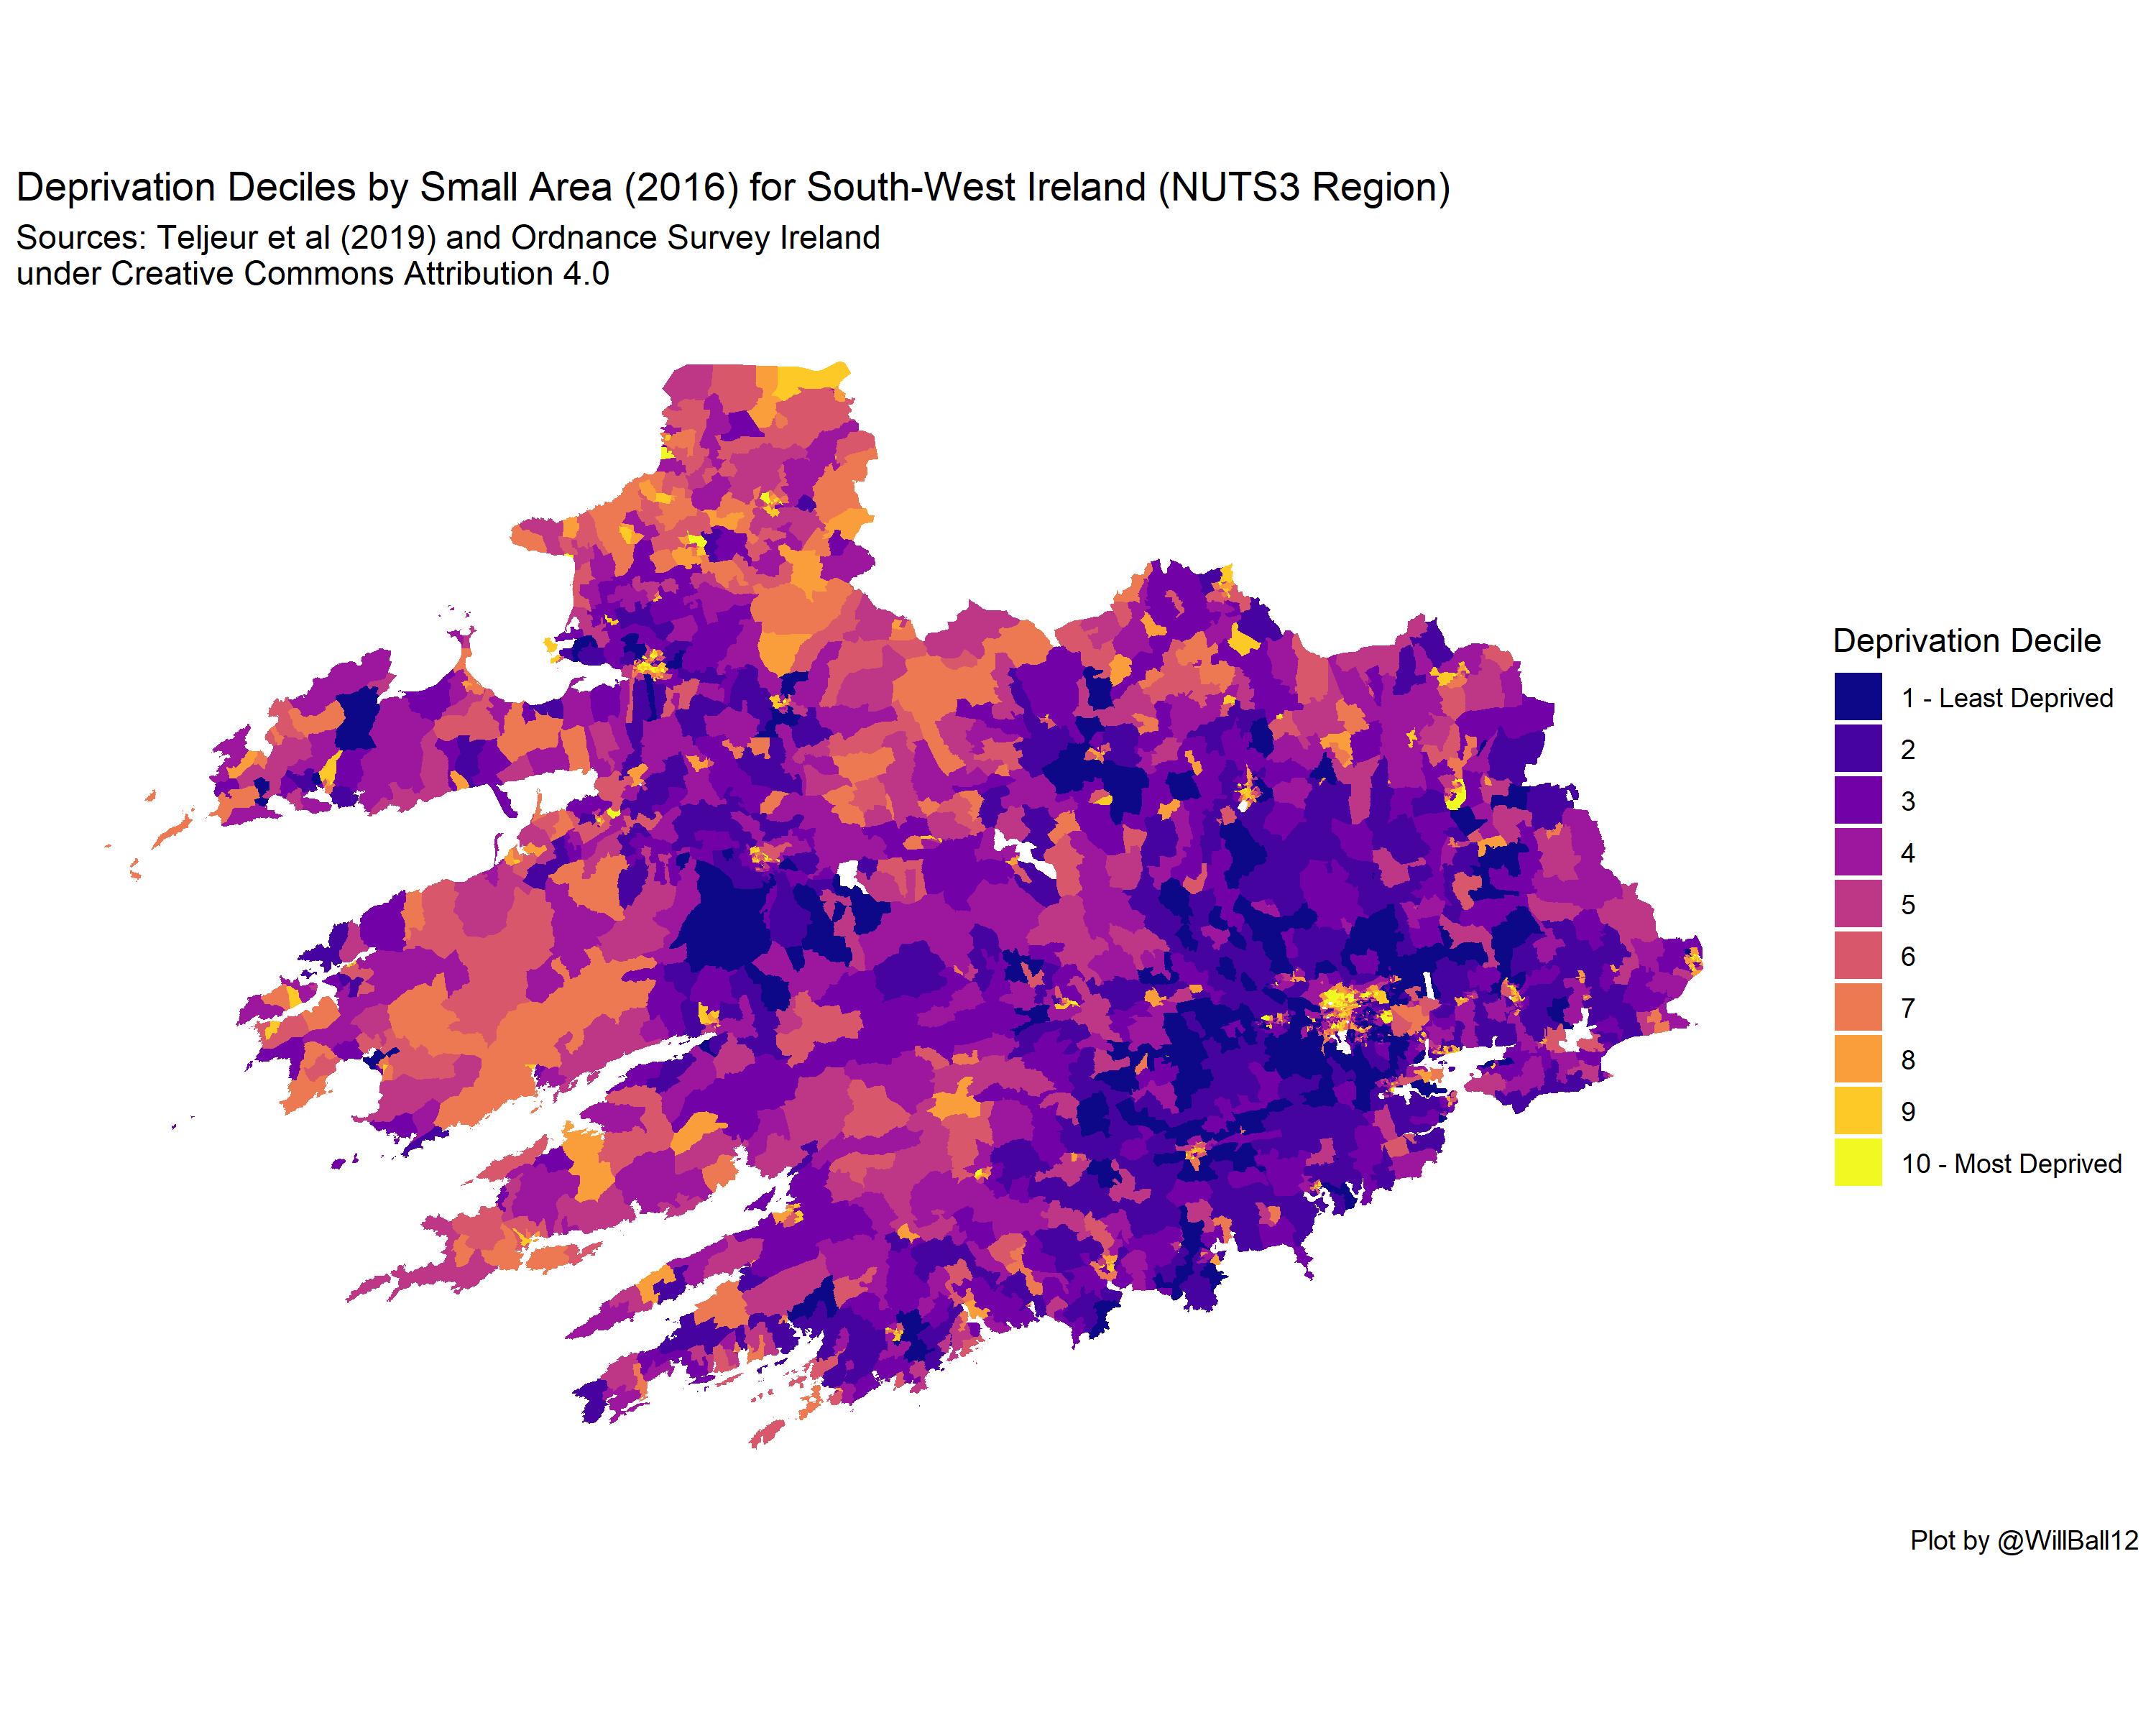 Deprivation Deciles by Small Area (2016) for South-West Ireland (NUTS3 Region)
Sources: Teljeur et al (2019) and Ordnance Survey Ireland
under Creative Commons Attribution 4.0
Deprivation Decile
1 - Least Deprived
2
3
4
5
6
7
8
9
10 - Most Deprived
Plot by @WillBall12